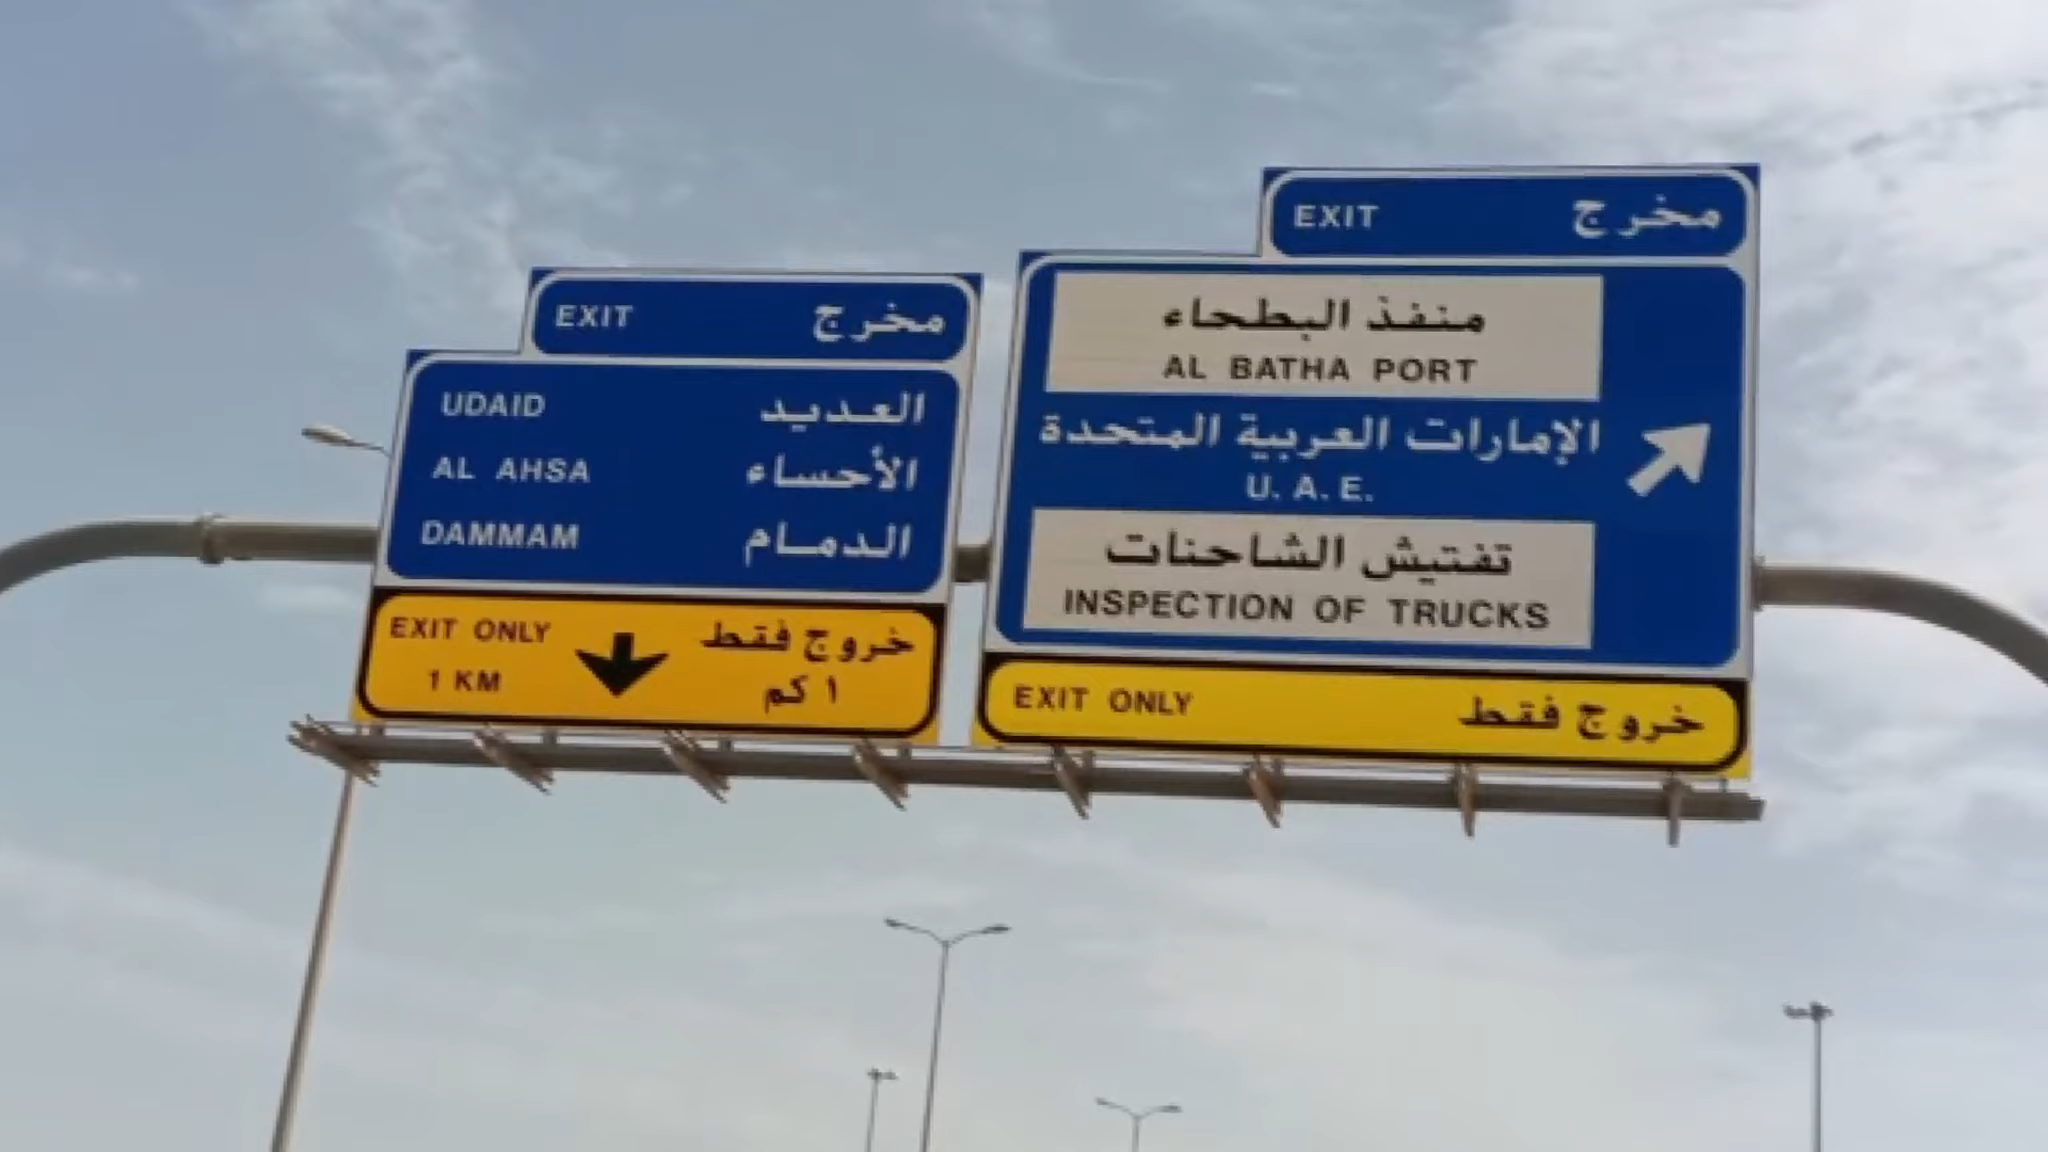 EXIT مخرج
UDAID العديد
AL AHSA الأحساء
DAMMAM الدمام
EXIT ONLY خروج فقط
1 KM ١ كم
EXIT مخرج
منفذ البطحاء
AL BATHA PORT
الإمارات العربية المتحدة
U. A. E.
تفتيش الشاحنات
INSPECTION OF TRUCKS
EXIT ONLY خروج فقط